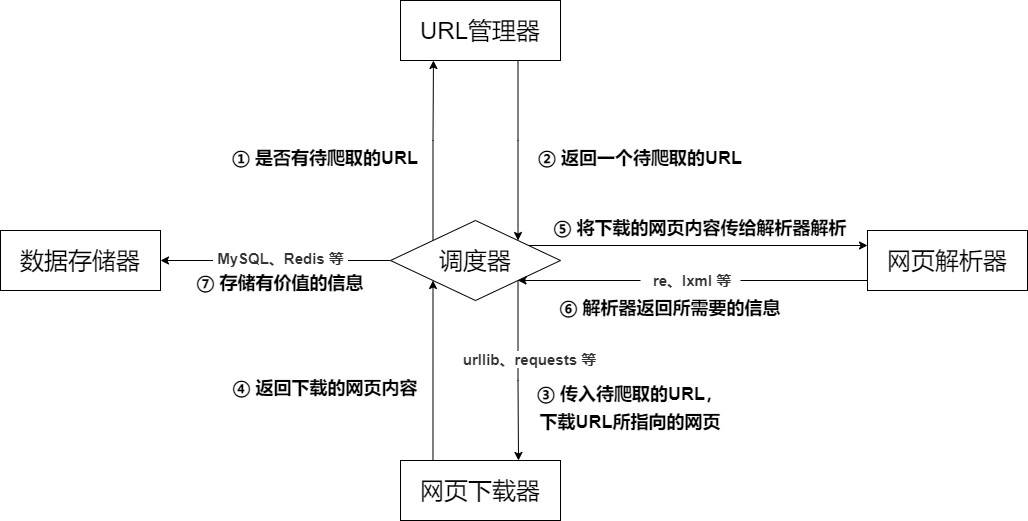 URL管理器
① 是否有待爬取的URL
② 返回一个待爬取的URL
⑤ 将下载的网页内容传给解析器解析
数据存储器
MySQL、Redis 等
⑦ 存储有价值的信息
调度器
网页解析器
re、lxml 等
⑥ 解析器返回所需要的信息
urllib、requests 等
④ 返回下载的网页内容
③ 传入待爬取的URL，
下载URL所指向的网页
网页下载器